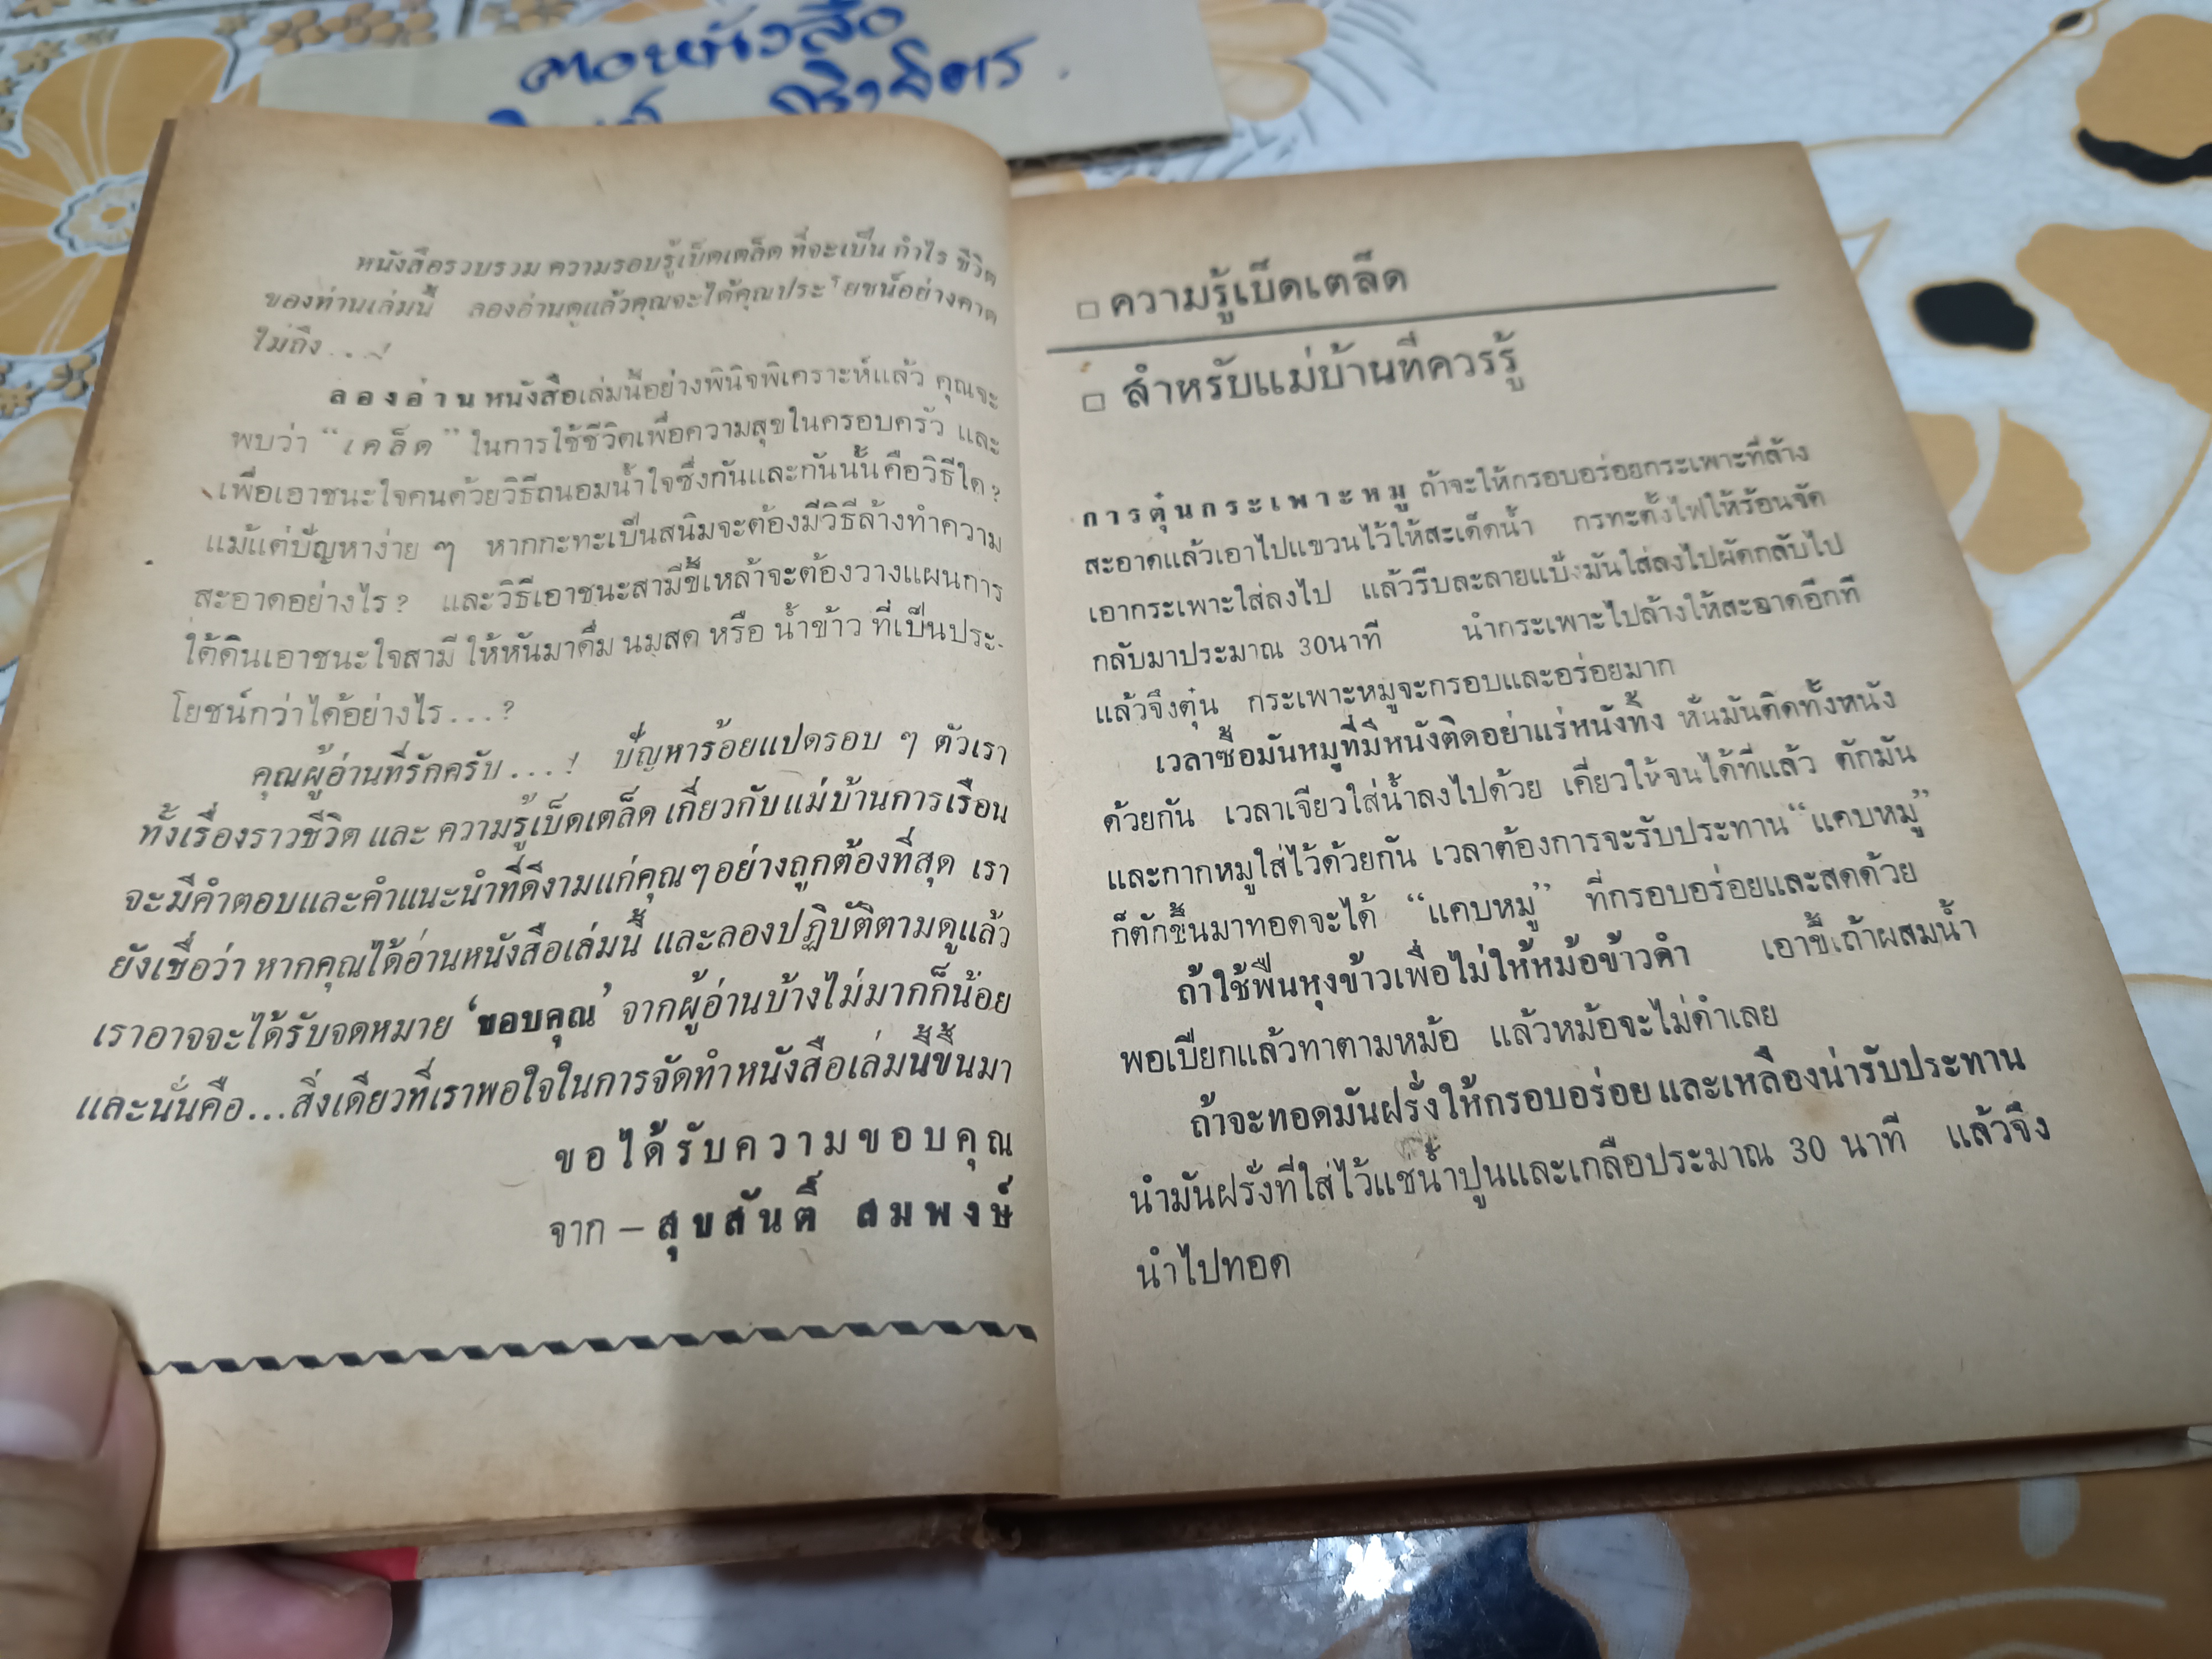 ตอหนังสือ
หนังสือรวบรวม ความรอบรู้เบ็ดเตล็ด ที่จะเป็น กำไร ชีวิต
ของท่านเล่มนี้ ลองอ่านดูแล้วคุณจะได้คุณประโยชน์อย่างคาด
ไม่ถึง...!
ลองอ่านหนังสือเล่มนี้อย่างพินิจพิเคราะห์แล้ว คุณจะ
พบว่า “เคล็ด” ในการใช้ชีวิตเพื่อความสุขในครอบครัว และ
เพื่อเอาชนะใจคนด้วยวิธีถนอมน้ำใจซึ่งกันและกันนั้นคือวิธีใด?
แม้แต่ปัญหาง่าย ๆ หากกะทะเป็นสนิมจะต้องมีวิธีล้างทำความ
สะอาดอย่างไร? และวิธีเอาชนะสามีขี้เหล้าจะต้องวางแผนการ
ใต้ดินเอาชนะใจสามี ให้หันมาดื่ม นมสด หรือ น้ำข้าว ที่เป็นประ-
โยชน์กว่าได้อย่างไร...?
คุณผู้อ่านที่รักครับ...! ปัญหาร้อยแปดรอบ ๆ ตัวเรา
ทั้งเรื่องราวชีวิต และ ความรู้เบ็ดเตล็ด เกี่ยวกับแม่บ้านการเรือน
จะมีคำตอบและคำแนะนำที่ดีงามแก่คุณๆอย่างถูกต้องที่สุด เรา
ยังเชื่อว่า หากคุณได้อ่านหนังสือเล่มนี้ และลองปฏิบัติตามดูแล้ว
เราอาจจะได้รับจดหมาย ‘ขอบคุณ’ จากผู้อ่านบ้างไม่มากก็น้อย
และนั่นคือ...สิ่งเดียวที่เราพอใจในการจัดทำหนังสือเล่มนี้ขึ้นมา
ขอได้รับความขอบคุณ
จาก – สุขสันติ์ สมพงษ์
□ ความรู้เบ็ดเตล็ด
□ สำหรับแม่บ้านที่ควรรู้
การตุ๋นกระเพาะหมู ถ้าจะให้กรอบอร่อยกระเพาะที่ล้าง
สะอาดแล้วเอาไปแขวนไว้ให้สะเด็ดน้ำ กรทะตั้งไฟให้ร้อนจัด
เอากระเพาะใส่ลงไป แล้วรีบละลายแป้งมันใส่ลงไปผัดกลับไป
กลับมาประมาณ 30นาที นำกระเพาะไปล้างให้สะอาดอีกที
แล้วจึงตุ๋น กระเพาะหมูจะกรอบและอร่อยมาก
เวลาซื้อมันหมูที่มีหนังติดอย่าแร่หนังทิ้ง หั่นมันติดทั้งหนัง
ด้วยกัน เวลาเจียวใส่น้ำลงไปด้วย เคี่ยวให้จนได้ที่แล้ว ตักมัน
และกากหมูใส่ไว้ด้วยกัน เวลาต้องการจะรับประทาน “แคบหมู”
ก็ตักขึ้นมาทอดจะได้ “แคบหมู” ที่กรอบอร่อยและสดด้วย
ถ้าใช้ฟืนหุงข้าวเพื่อไม่ให้หม้อข้าวดำ เอาขี้เถ้าผสมน้ำ
พอเปียกแล้วทาตามหม้อ แล้วหม้อจะไม่ดำเลย
ถ้าจะทอดมันฝรั่งให้กรอบอร่อย และเหลืองน่ารับประทาน
นำมันฝรั่งที่ใส่ไว้แช่น้ำปูนและเกลือประมาณ 30 นาที แล้วจึง
นำไปทอด